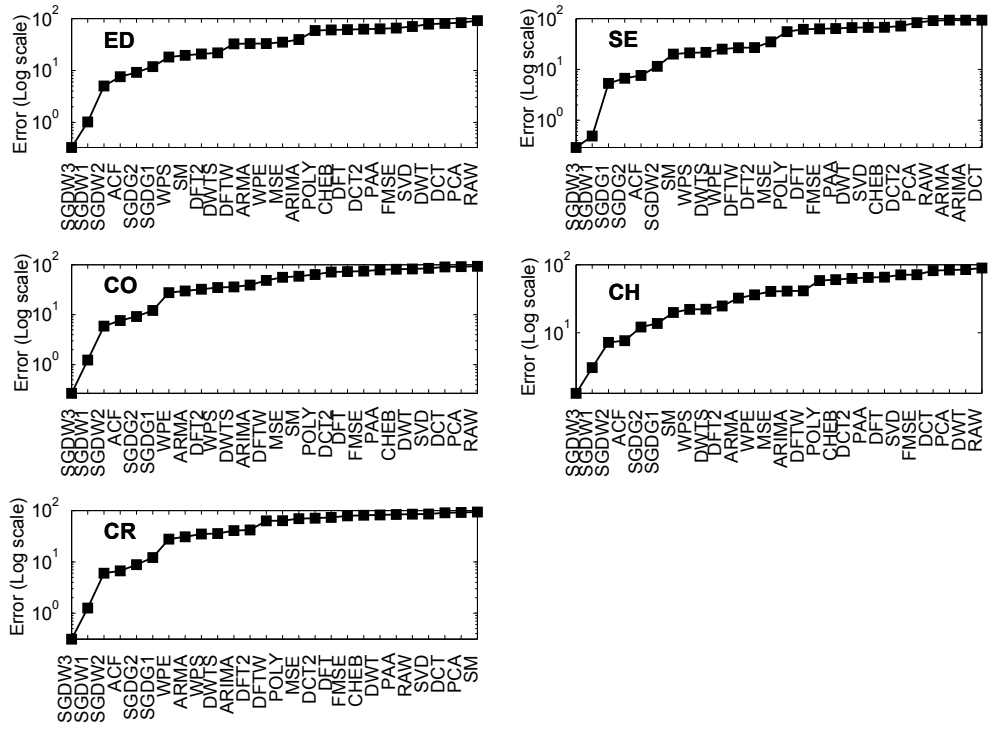 ED
Error (Log scale)
10^2
10^1
10^0
SGDW3
SGDW1
SGDW2
ACF
SGDG2
SGDG1
WPS
SM
DFT2
DWTS
DFTW
ARMA
WPE
MSE
ARIMA
POLY
CHEB
DFT
DCT2
PAA
FMSE
SVD
DWT
DCT
PCA
RAW
SE
Error (Log scale)
10^2
10^1
10^0
SGDW3
SGDW1
SGDG1
SGDG2
ACF
SGDW2
SM
WPS
DWTS
WPE
DFTW
DFT2
MSE
POLY
DFT
FMSE
PAA
DWT
SVD
CHEB
DCT2
PCA
RAW
ARMA
ARIMA
DCT
CO
Error (Log scale)
10^2
10^1
10^0
SGDW3
SGDW1
SGDW2
ACF
SGDG2
SGDG1
WPE
ARMA
DFT2
WPS
DWTS
ARIMA
DFTW
MSE
SM
POLY
DCT2
DFT
FMSE
PAA
CHEB
DWT
SVD
DCT
PCA
RAW
CH
Error (Log scale)
10^2
10^1
SGDW3
SGDW1
SGDW2
ACF
SGDG2
SGDG1
SM
WPS
DWTS
DFT2
ARMA
WPE
MSE
ARIMA
DFTW
POLY
CHEB
DCT2
PAA
DFT
SVD
FMSE
DCT
PCA
DWT
RAW
CR
Error (Log scale)
10^2
10^1
10^0
SGDW3
SGDW1
SGDW2
ACF
SGDG2
SGDG1
WPE
ARMA
WPS
DWTS
ARIMA
DFT2
DFTW
POLY
MSE
DCT2
DFT
FMSE
CHEB
DWT
PAA
RAW
SVD
DCT
PCA
SM